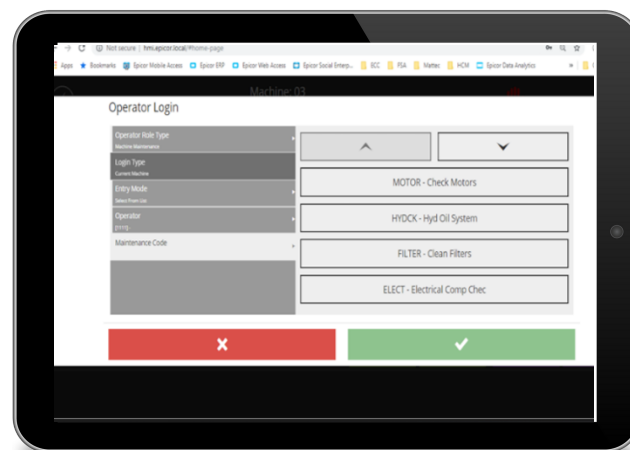 Not secure | hmi.epicor.local/#home-page
Apps Bookmarks Epicor Mobile Access Epicor ERP Epicor Web Access Epicor Social Enterp... ECC FSA Mattec HCM Epicor Data Analytics »
Machine: 03
Operator Login
Operator Role Type
Machine Maintenance
Login Type
Current Machine
Entry Mode
Select From List
Operator
Maintenance Code
MOTOR - Check Motors
HYDCK - Hyd Oil System
FILTER - Clean Filters
ELECT - Electrical Comp Chec